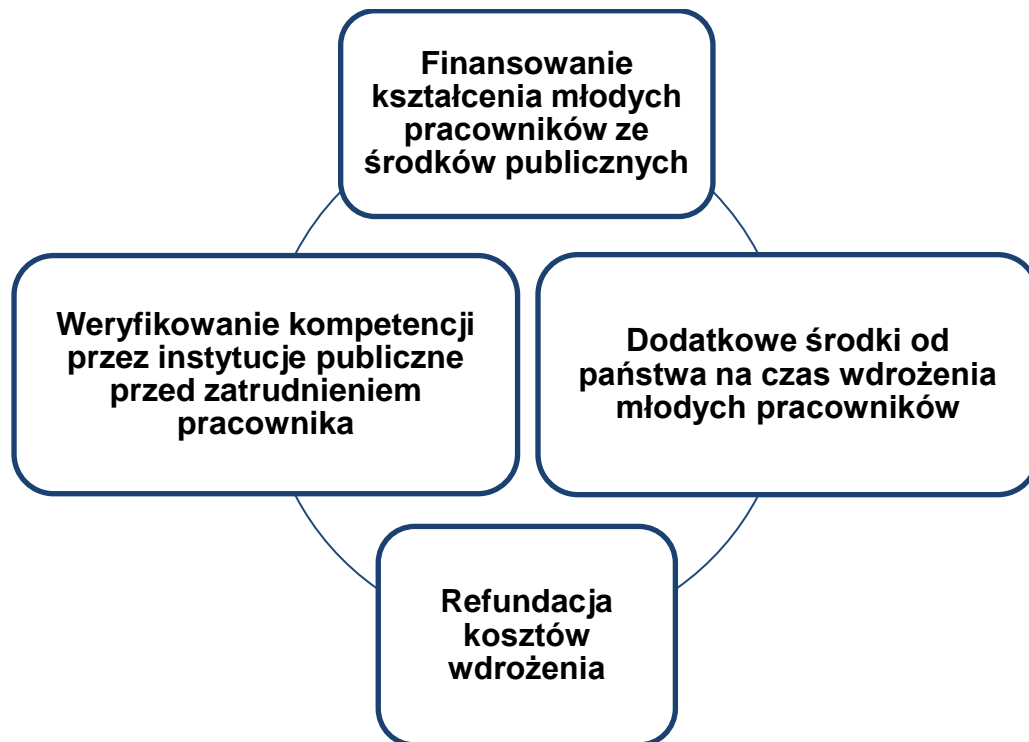 Finansowanie
kształcenia młodych
pracowników ze
środków publicznych
Weryfikowanie kompetencji
przez instytucje publiczne
przed zatrudnieniem
pracownika
Dodatkowe środki od
państwa na czas wdrożenia
młodych pracowników
Refundacja
kosztów
wdrożenia